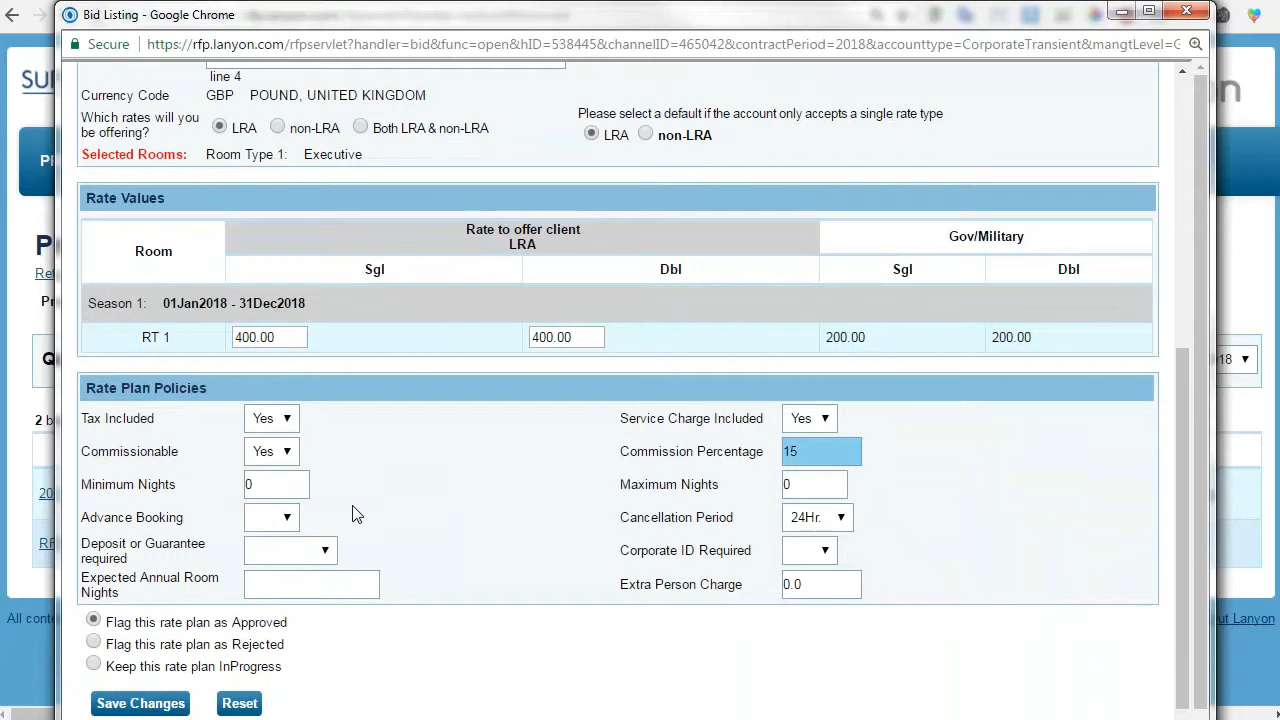 Bid Listing - Google Chrome
Secure https://rfp.lanyon.com/rfpservlet?handler=bid&func=open&hID=538445&channelID=465042&contractPeriod=2018&accounttype=CorporateTransient&mangtLevel=G
line 4
Currency Code GBP POUND, UNITED KINGDOM
Which rates will you be offering? LRA non-LRA Both LRA & non-LRA
Please select a default if the account only accepts a single rate type
LRA non-LRA
Selected Rooms: Room Type 1: Executive
Rate Values
Room
Rate to offer client
LRA
Gov/Military
Sgl Dbl Sgl Dbl
Season 1: 01Jan2018 - 31Dec2018
RT 1 400.00 400.00 200.00 200.00
Rate Plan Policies
Tax Included Yes Service Charge Included Yes
Commissionable Yes Commission Percentage 15
Minimum Nights 0 Maximum Nights 0
Advance Booking Cancellation Period 24Hr.
Deposit or Guarantee
required
Corporate ID Required
Expected Annual Room
Nights
Extra Person Charge 0.0
Flag this rate plan as Approved
Flag this rate plan as Rejected
Keep this rate plan InProgress
Save Changes Reset
18
2 b
20
RF
All conte
out Lanyon